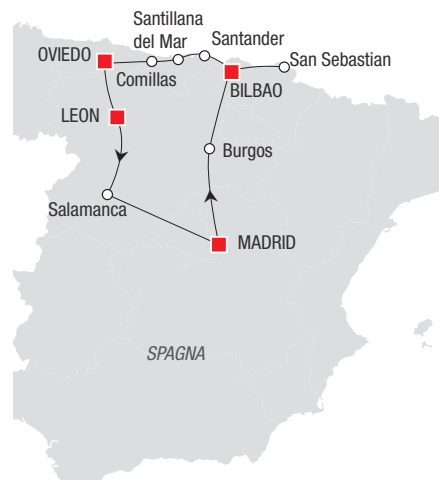 Santillana
del Mar
Santander
OVIEDO
San Sebastian
Comillas
BILBAO
LEON
Burgos
Salamanca
MADRID
SPAGNA